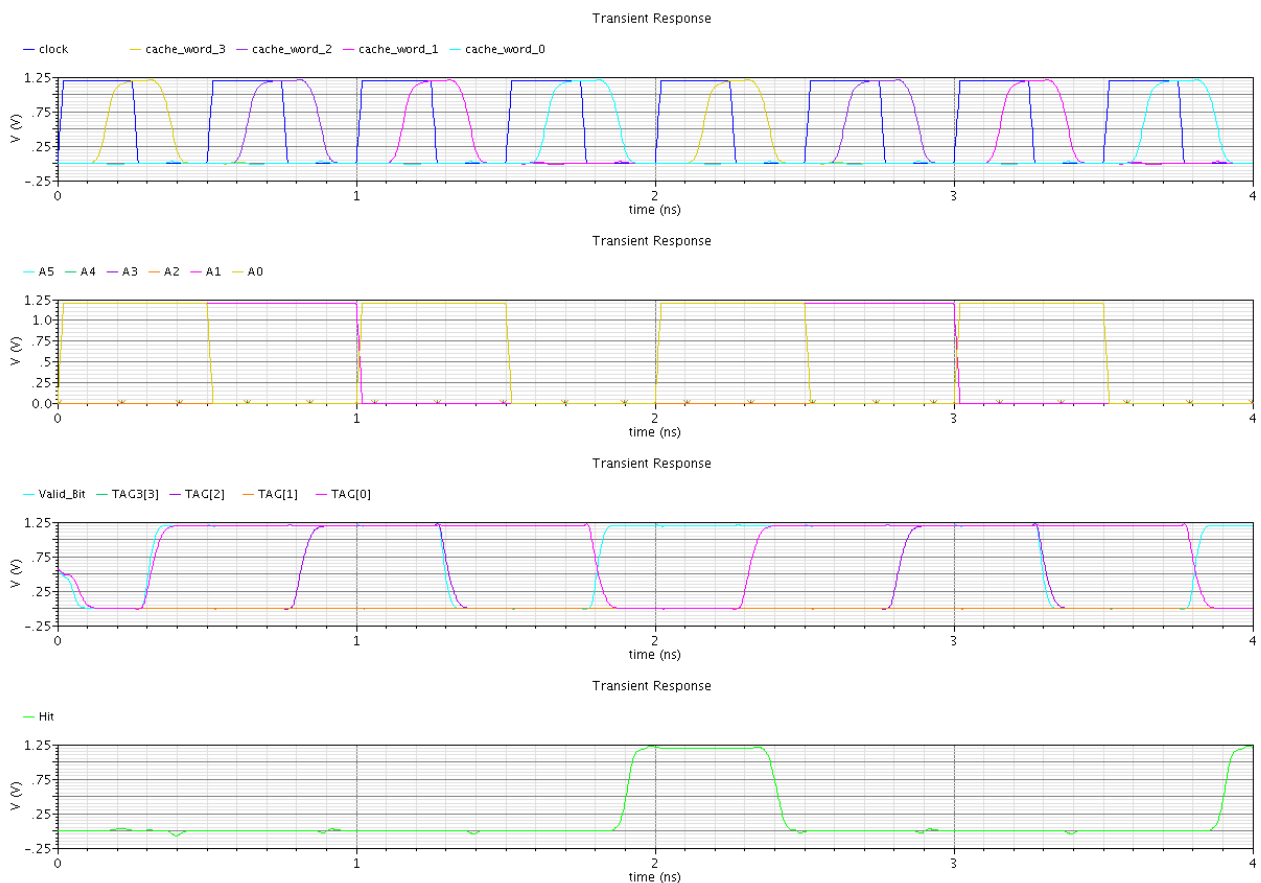 Transient Response
clock cache_word_3 cache_word_2 cache_word_1 cache_word_0
1.25
.75
.25
-.25
V (V)
0 1 2 3 4
time (ns)
Transient Response
A5 A4 A3 A2 A1 A0
1.25
1.0
.75
.5
.25
0.0
V (V)
0 1 2 3 4
time (ns)
Transient Response
Valid_Bit TAG3[3] TAG[2] TAG[1] TAG[0]
1.25
.75
.25
-.25
V (V)
0 1 2 3 4
time (ns)
Transient Response
Hit
1.25
.75
.25
-.25
V (V)
0 1 2 3 4
time (ns)